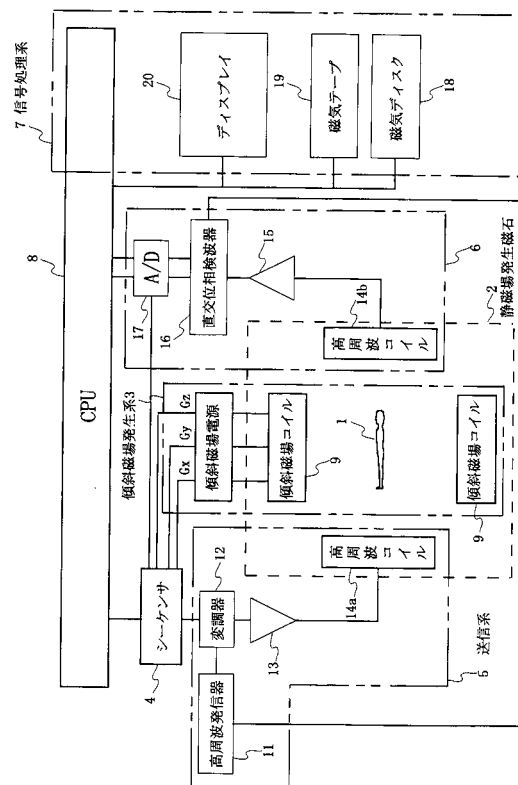 7 信号処理系
8
CPU
20
ディスプレイ
19
磁気テープ
磁気ディスク
18
A/D
17
直交位相検波器
16
15
6
静磁場発生磁石
2
高周波コイル
14b
傾斜磁場発生系3
Gx
Gy
Gz
傾斜磁場電源
傾斜磁場コイル
9
1
傾斜磁場コイル
9
シーケンサ
4
12
変調器
13
高周波コイル
14a
送信系
5
高周波発信器
11